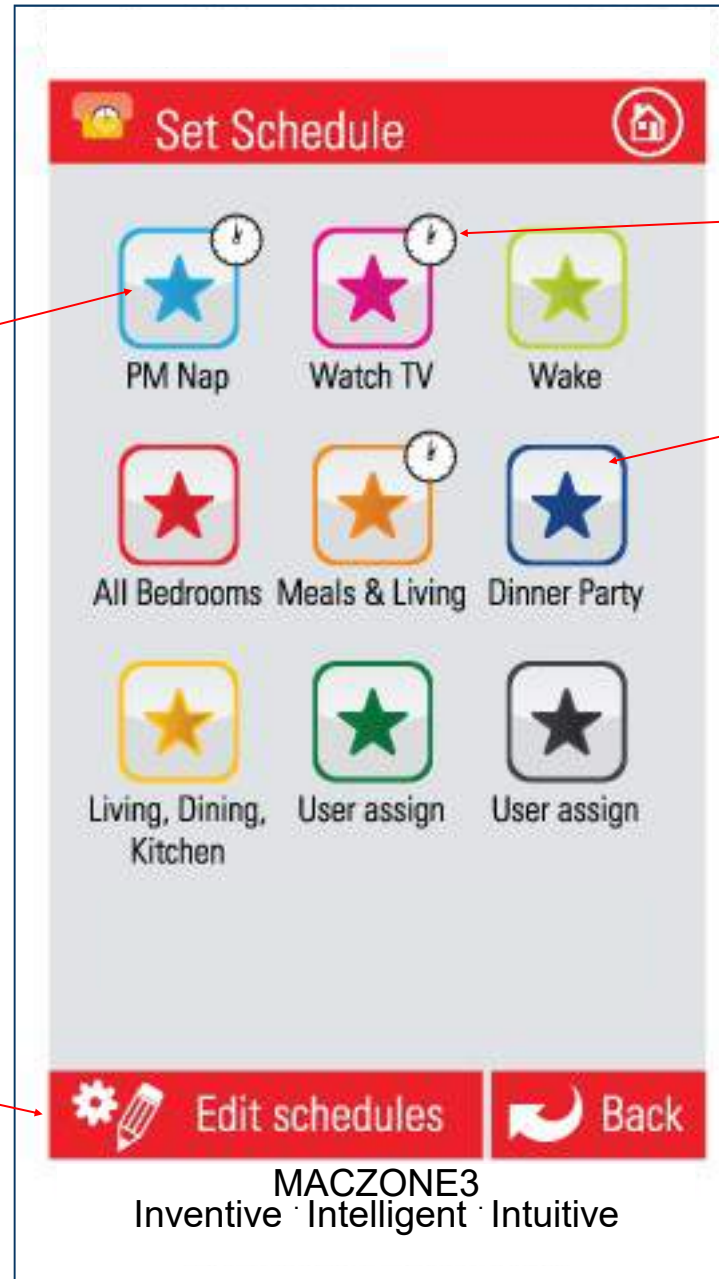 Set Schedule
PM Nap Watch TV Wake
All Bedrooms Meals & Living Dinner Party
Living, Dining, User assign User assign
Kitchen
Edit schedules Back
MACZONE3
Inventive · Intelligent · Intuitive